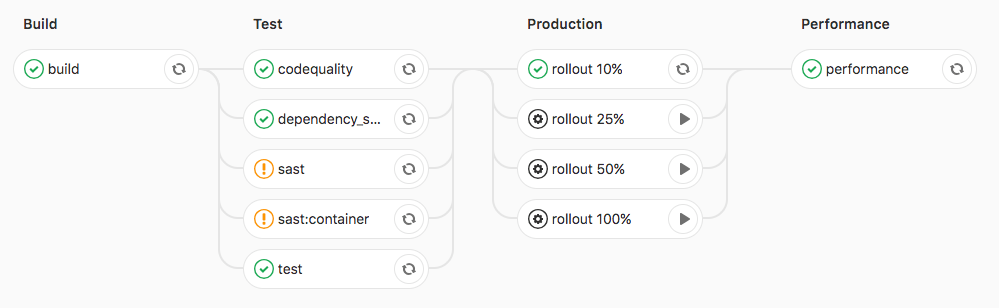 Build
Test
Production
Performance
build
codequality
rollout 10%
performance
dependency_s...
rollout 25%
sast
rollout 50%
sast:container
rollout 100%
test